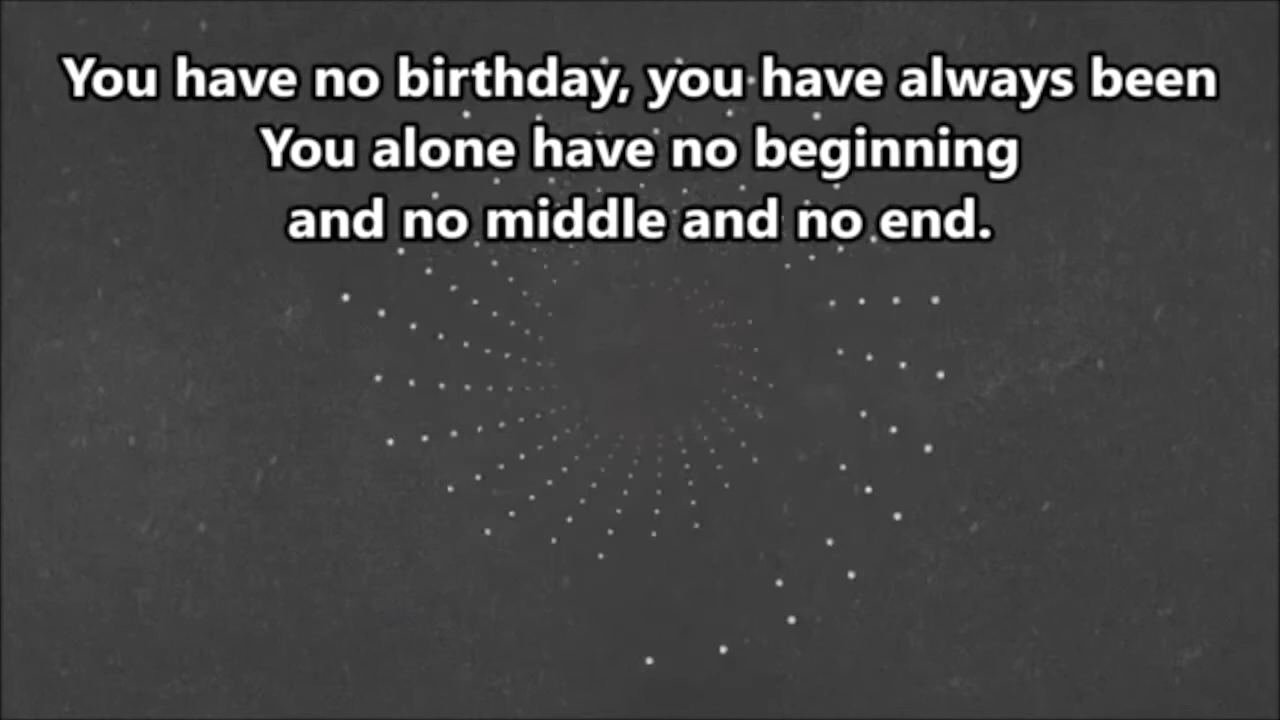 You have no birthday, you have always been
You alone have no beginning
and no middle and no end.